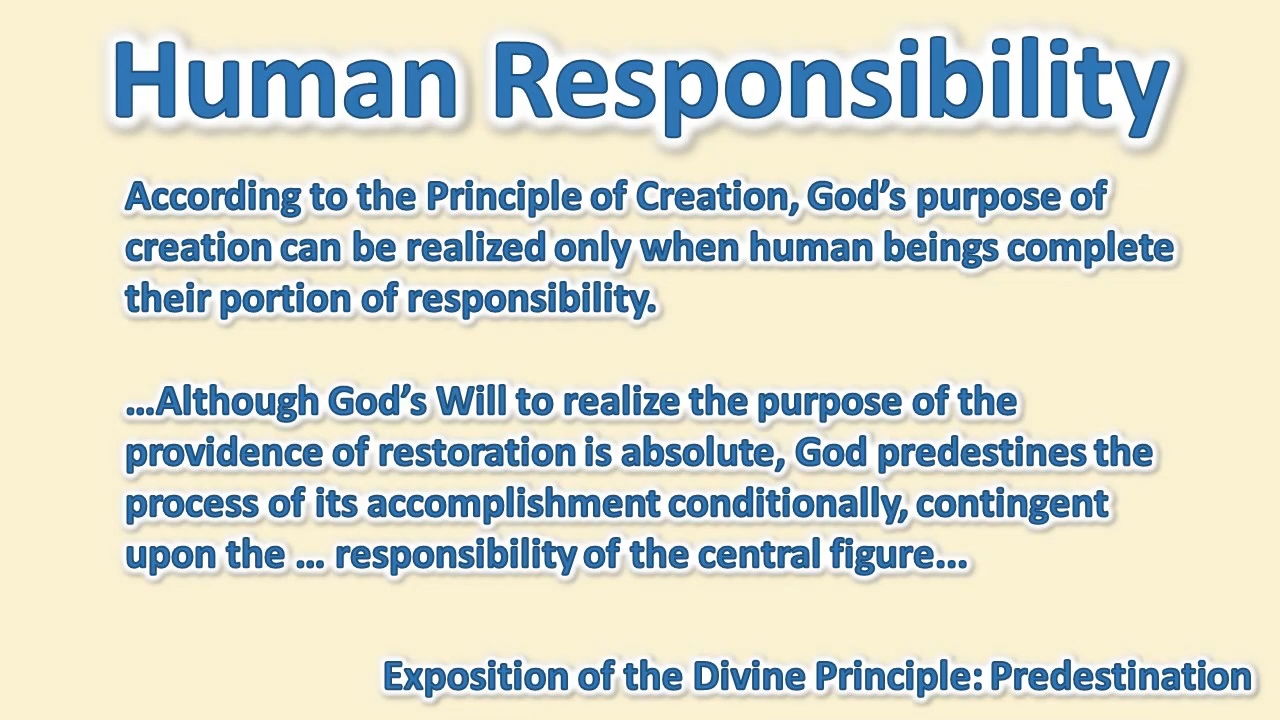 Human Responsibility
According to the Principle of Creation, God’s purpose of
creation can be realized only when human beings complete
their portion of responsibility.
...Although God’s Will to realize the purpose of the
providence of restoration is absolute, God predestines the
process of its accomplishment conditionally, contingent
upon the ... responsibility of the central figure...
Exposition of the Divine Principle: Predestination